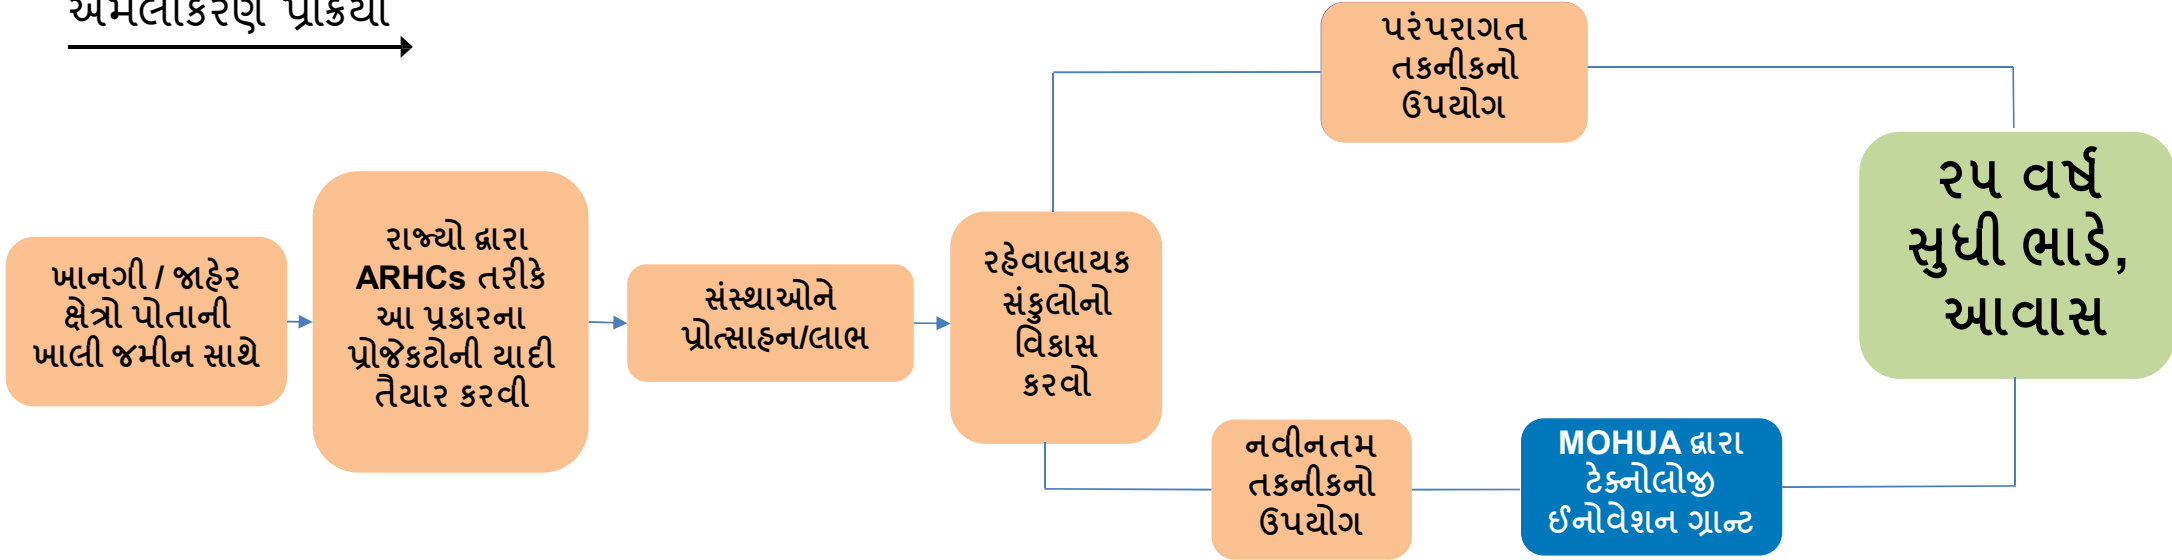 અમલીકરણ પ્રક્રિયા
ખાનગી / જાહેર
ક્ષેત્રો પોતાની
ખાલી જમીન સાથે
રાજ્યો દ્વારા
ARHCs તરીકે
આ પ્રકારના
પ્રોજેકટોની યાદી
તૈયાર કરવી
સંસ્થાઓને
પ્રોત્સાહન/લાભ
રહેવાલાયક
સંકુલોનો
વિકાસ
કરવો
પરંપરાગત
તકનીકનો
ઉપયોગ
નવીનતમ
તકનીકનો
ઉપયોગ
MOHUA દ્વારા
ટેક્નોલોજી
ઈનોવેશન ગ્રાન્ટ
૨૫ વર્ષ
સુધી ભાડે,
આવાસ